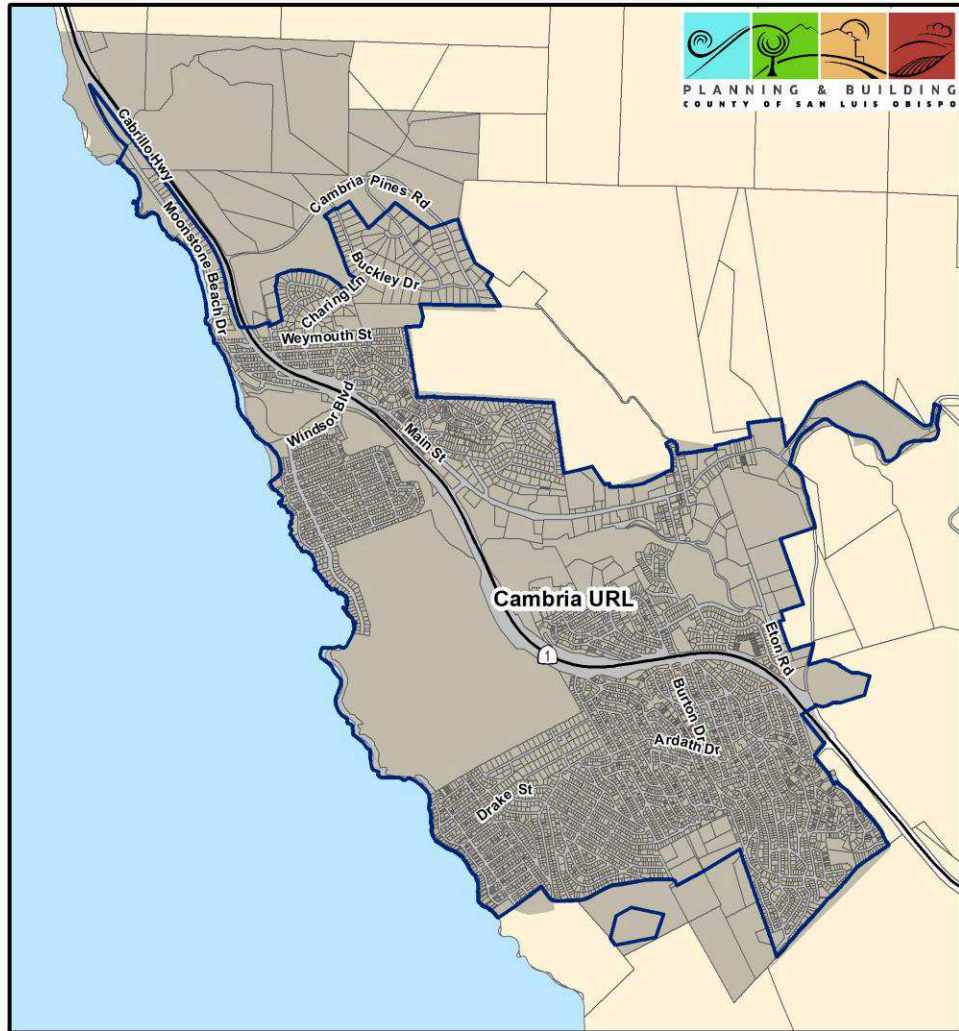 PLANNING & BUILDING
COUNTY OF SAN LUIS OBISPO
Cabrillo Hwy
Cambria Pines Rd
Moonstone Beach Dr
Buckley Dr
Charing Ln
Weymouth St
Windsor Blvd
Main St
Cambria URL
1
Eton Rd
Burton Dr
Ardath Dr
Drake St